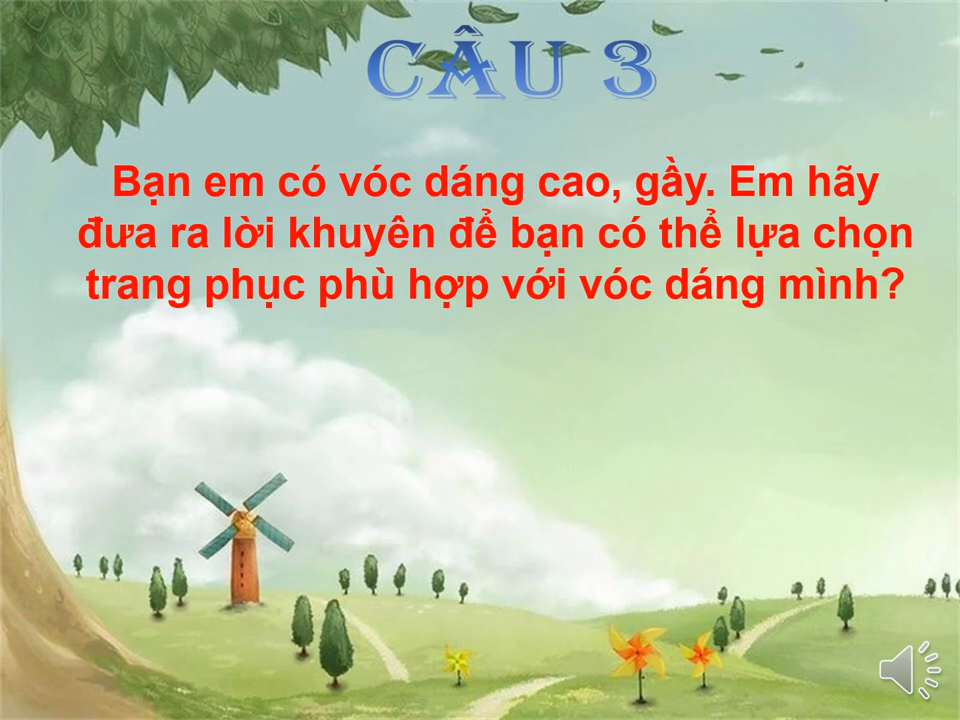 CÂU 3
Bạn em có vóc dáng cao, gầy. Em hãy
đưa ra lời khuyên để bạn có thể lựa chọn
trang phục phù hợp với vóc dáng mình?